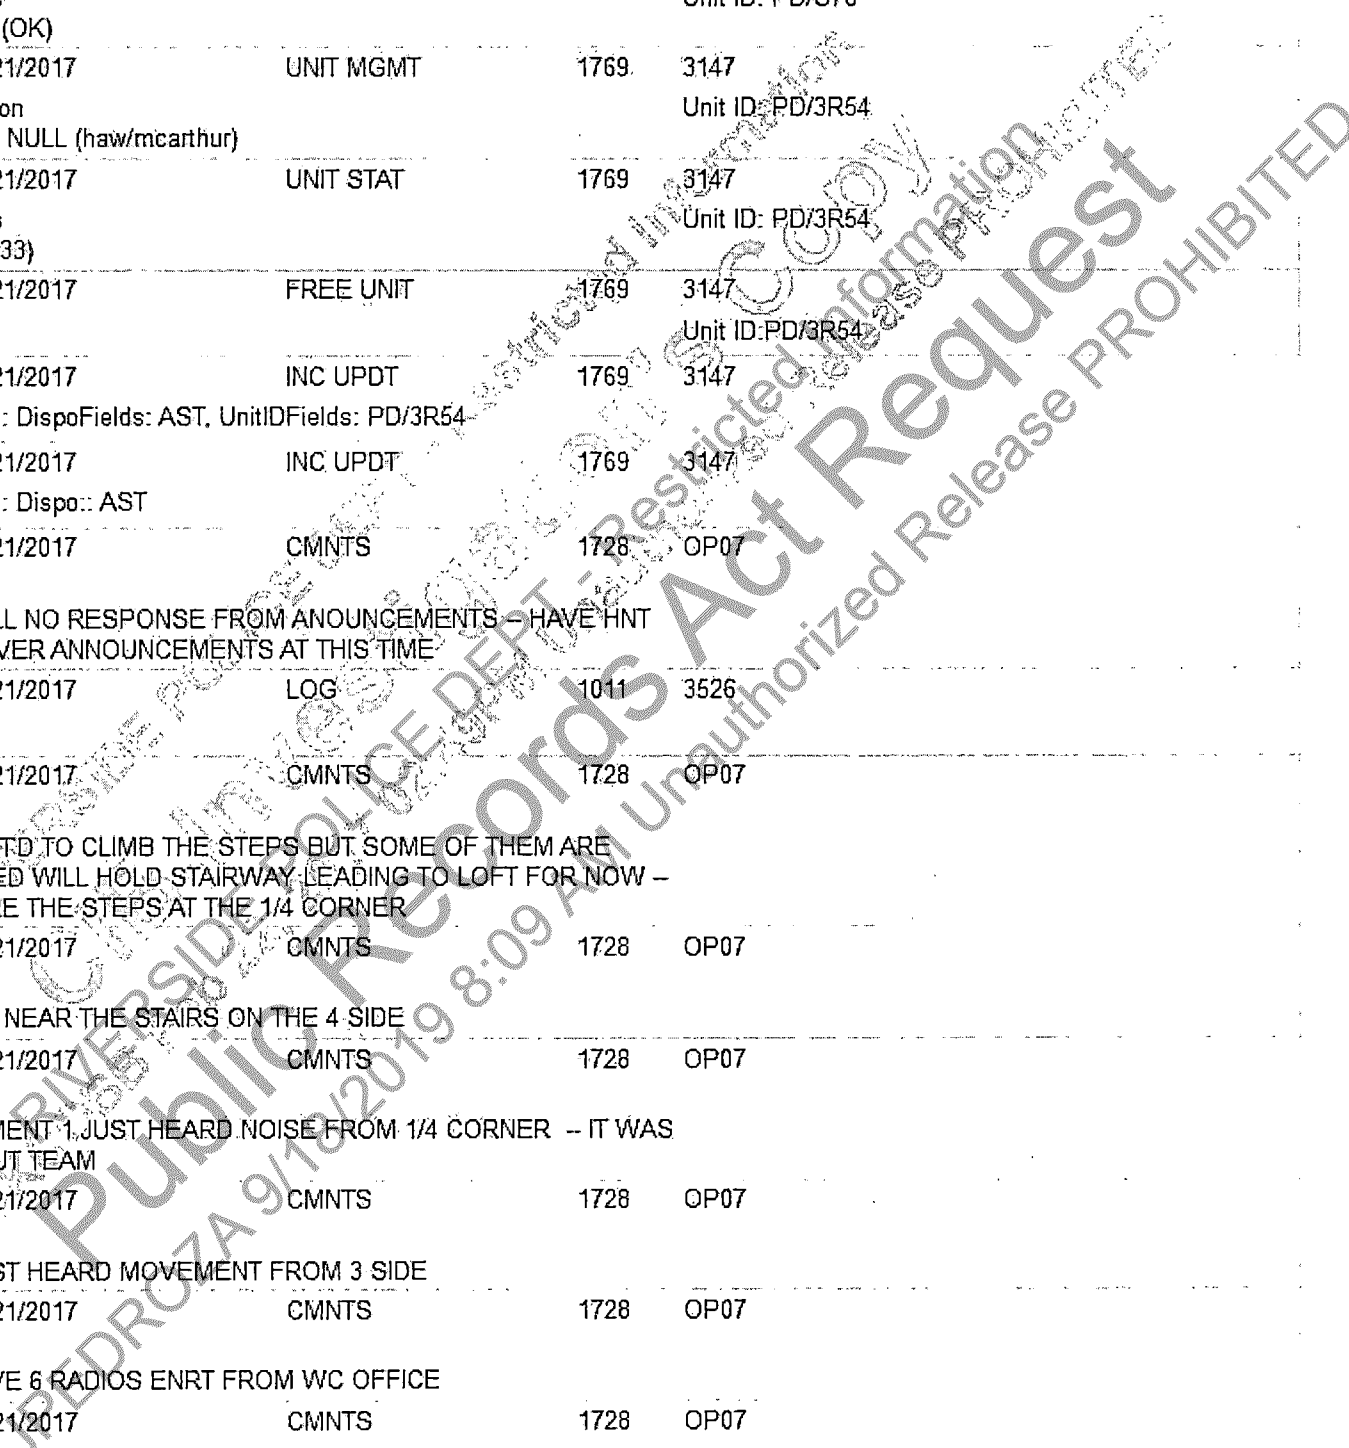 (OK)
21/2017 UNIT MGMT 1769 3147
on Unit ID: PD/3R54
NULL (haw/mcarthur)
21/2017 UNIT STAT 1769 3147
s Unit ID: PD/3R54
33)
21/2017 FREE UNIT 1769 3147
Unit ID:PD/3R54
21/2017 INC UPDT 1769 3147
: DispoFields: AST, UnitIDFields: PD/3R54
21/2017 INC UPDT 1769 3147
: Dispo:: AST
21/2017 CMNTS 1728 OP07
LL NO RESPONSE FROM ANOUNCEMENTS -- HAVE HNT
VER ANNOUNCEMENTS AT THIS TIME
21/2017 LOG 1011 3526
21/2017 CMNTS 1728 OP07
TD TO CLIMB THE STEPS BUT SOME OF THEM ARE
ED WILL HOLD STAIRWAY LEADING TO LOFT FOR NOW --
RE THE STEPS AT THE 1/4 CORNER
21/2017 CMNTS 1728 OP07
NEAR THE STAIRS ON THE 4 SIDE
21/2017 CMNTS 1728 OP07
MENT 1 JUST HEARD NOISE FROM 1/4 CORNER -- IT WAS
UT TEAM
21/2017 CMNTS 1728 OP07
ST HEARD MOVEMENT FROM 3 SIDE
21/2017 CMNTS 1728 OP07
VE 6 RADIOS ENRT FROM WC OFFICE
21/2017 CMNTS 1728 OP07
RIVERSIDE POLICE DEPT - Restricted Information
Public Records Act Request
PEDROZA 9/18/2019 8:09 AM Unauthorized Release PROHIBITED